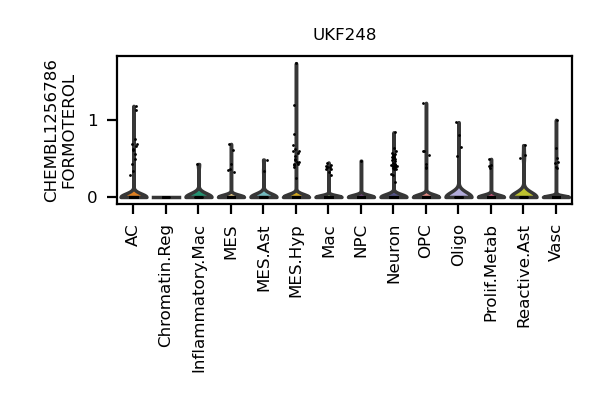 UKF248
CHEMBL1256786
FORMOTEROL
1
0
AC
Chromatin.Reg
Inflammatory.Mac
MES
MES.Ast
MES.Hyp
Mac
NPC
Neuron
OPC
Oligo
Prolif.Metab
Reactive.Ast
Vasc